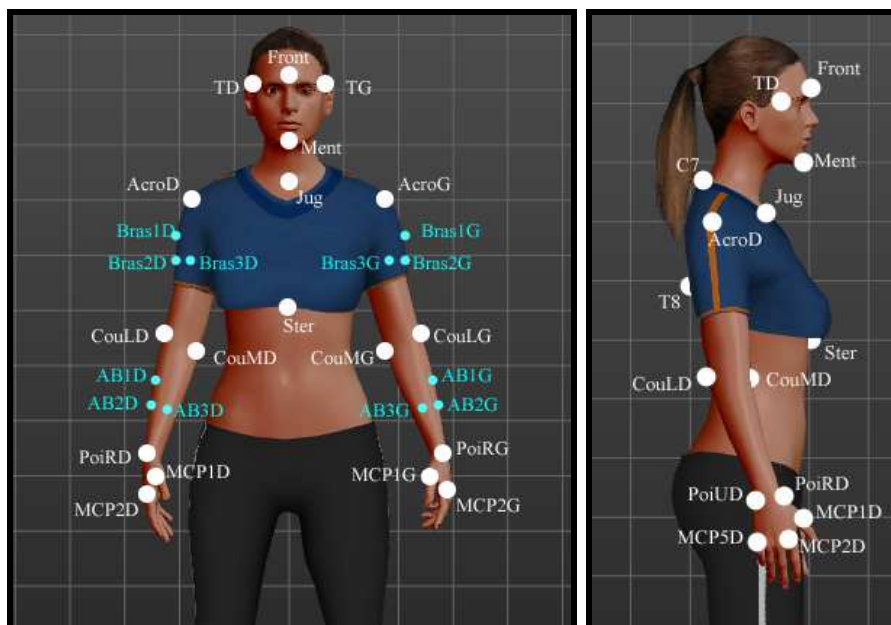 Front
TD
TG
Ment
AcroD
Jug
AcroG
Bras1D
Bras1G
Bras2D
Bras3D
Bras3G
Bras2G
Ster
CouLD
CouLG
CouMD
CouMG
AB1D
AB1G
AB2D
AB3D
AB3G
AB2G
PoiRD
PoiRG
MCP1D
MCP1G
MCP2D
MCP2G
Front
TD
Ment
C7
Jug
AcroD
T8
Ster
CouLD
CouMD
PoiRD
PoiUD
MCP1D
MCP5D
MCP2D